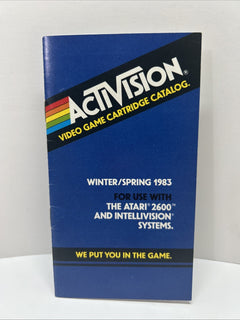 ACTIVISION®
VIDEO GAME CARTRIDGE CATALOG.
WINTER/SPRING 1983
FOR USE WITH
THE ATARI® 2600™
AND INTELLIVISION®
SYSTEMS.
WE PUT YOU IN THE GAME.